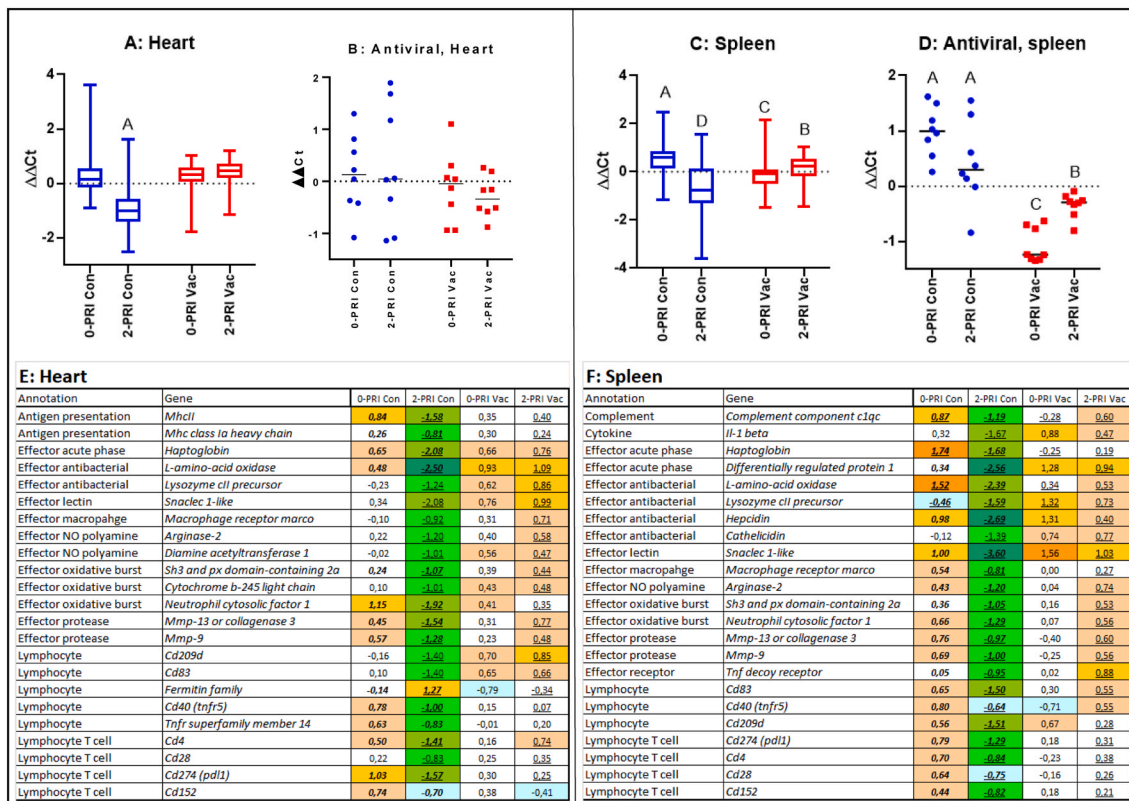 A: Heart
B: Antiviral, Heart
C: Spleen
D: Antiviral, spleen
ΔΔCt
4
2
0
-2
A
0-PRI Con
2-PRI Con
0-PRI Vac
2-PRI Vac
ΔΔCt
2
1
0
-1
0-PRI Con
2-PRI Con
0-PRI Vac
2-PRI Vac
ΔΔCt
4
2
0
-2
-4
A
D
C
B
0-PRI Con
2-PRI Con
0-PRI Vac
2-PRI Vac
ΔΔCt
2
1
0
-1
A
A
C
B
0-PRI Con
2-PRI Con
0-PRI Vac
2-PRI Vac
E: Heart
Annotation Gene 0-PRI Con 2-PRI Con 0-PRI Vac 2-PRI Vac
Antigen presentation MhcII 0,84 -1,58 0,35 0,40
Antigen presentation Mhc class Ia heavy chain 0,26 -0,81 0,30 0,24
Effector acute phase Haptoglobin 0,65 -2,08 0,66 0,76
Effector antibacterial L-amino-acid oxidase 0,48 -2,50 0,93 1,09
Effector antibacterial Lysozyme cII precursor -0,23 -1,24 0,62 0,86
Effector lectin Snaclec 1-like 0,34 -2,08 0,76 0,99
Effector macropahge Macrophage receptor marco -0,10 -0,92 0,31 0,71
Effector NO polyamine Arginase-2 -0,02 -1,20 0,40 0,58
Effector NO polyamine Diamine acetyltransferase 1 -0,02 -1,01 0,56 0,47
Effector oxidative burst Sh3 and px domain-containing 2a 0,24 -1,07 0,39 0,44
Effector oxidative burst Cytochrome b-245 light chain 0,10 -1,01 0,43 0,48
Effector oxidative burst Neutrophil cytosolic factor 1 1,15 -1,92 0,41 0,35
Effector protease Mmp-13 or collagenase 3 0,45 -1,54 0,31 0,77
Effector protease Mmp-9 0,57 -1,28 0,23 0,48
Lymphocyte Cd209d -0,16 -1,40 0,70 0,85
Lymphocyte Cd83 0,10 -1,40 0,65 0,66
Lymphocyte Fermitin family -0,14 1,27 -0,79 -0,34
Lymphocyte Cd40 (tnfr5) 0,78 -1,00 0,15 0,07
Lymphocyte Tnfr superfamily member 14 0,63 -0,83 -0,01 0,20
Lymphocyte T cell Cd4 0,50 -1,41 0,16 0,74
Lymphocyte T cell Cd28 0,22 -0,83 0,25 0,35
Lymphocyte T cell Cd274 (pdl1) 1,03 -1,57 0,30 0,25
Lymphocyte T cell Cd152 0,74 -0,70 0,38 -0,41
F: Spleen
Annotation Gene 0-PRI Con 2-PRI Con 0-PRI Vac 2-PRI Vac
Complement Complement component c1qc 0,87 -1,19 -0,28 0,60
Cytokine Il-1 beta 0,32 -1,67 0,88 0,47
Effector acute phase Haptoglobin 1,74 -1,68 -0,25 0,19
Effector acute phase Differentially regulated protein 1 0,34 -2,56 1,28 0,94
Effector antibacterial L-amino-acid oxidase 1,52 -2,39 0,34 0,53
Effector antibacterial Lysozyme cII precursor -0,46 -1,59 1,32 0,73
Effector antibacterial Hepcidin 0,98 -2,69 1,31 0,40
Effector antibacterial Cathelicidin -0,12 -1,39 0,74 0,77
Effector lectin Snaclec 1-like 1,00 -3,60 1,56 1,03
Effector macropahge Macrophage receptor marco 0,54 -0,81 0,00 0,27
Effector NO polyamine Arginase-2 0,43 -1,20 0,04 0,74
Effector oxidative burst Sh3 and px domain-containing 2a 0,36 -1,05 0,16 0,53
Effector oxidative burst Neutrophil cytosolic factor 1 0,66 -1,29 0,07 0,56
Effector protease Mmp-13 or collagenase 3 0,76 -0,97 -0,40 0,60
Effector protease Mmp-9 0,69 -1,00 -0,25 0,56
Effector receptor Tnf decoy receptor 0,05 -0,95 0,02 0,88
Lymphocyte Cd83 0,65 -1,50 0,30 0,55
Lymphocyte Cd40 (tnfr5) 0,80 -0,64 -0,71 0,55
Lymphocyte Cd209d 0,56 -1,51 0,67 0,28
Lymphocyte T cell Cd274 (pdl1) 0,79 -1,29 0,18 0,31
Lymphocyte T cell Cd4 0,70 -0,84 -0,23 0,38
Lymphocyte T cell Cd28 0,64 -0,75 -0,16 0,26
Lymphocyte T cell Cd152 0,44 -0,82 0,18 0,21